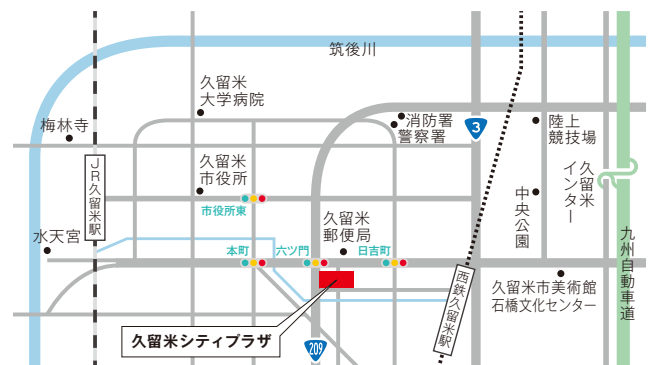 筑後川
久留米
大学病院
梅林寺
消防署
警察署
3
陸上
競技場
JR久留米駅
久留米
市役所
市役所東
久留米
インター
中央公園
水天宮
本町
六ツ門
久留米
郵便局
日吉町
九州自動車道
西鉄久留米駅
久留米市美術館
石橋文化センター
久留米シティプラザ
209